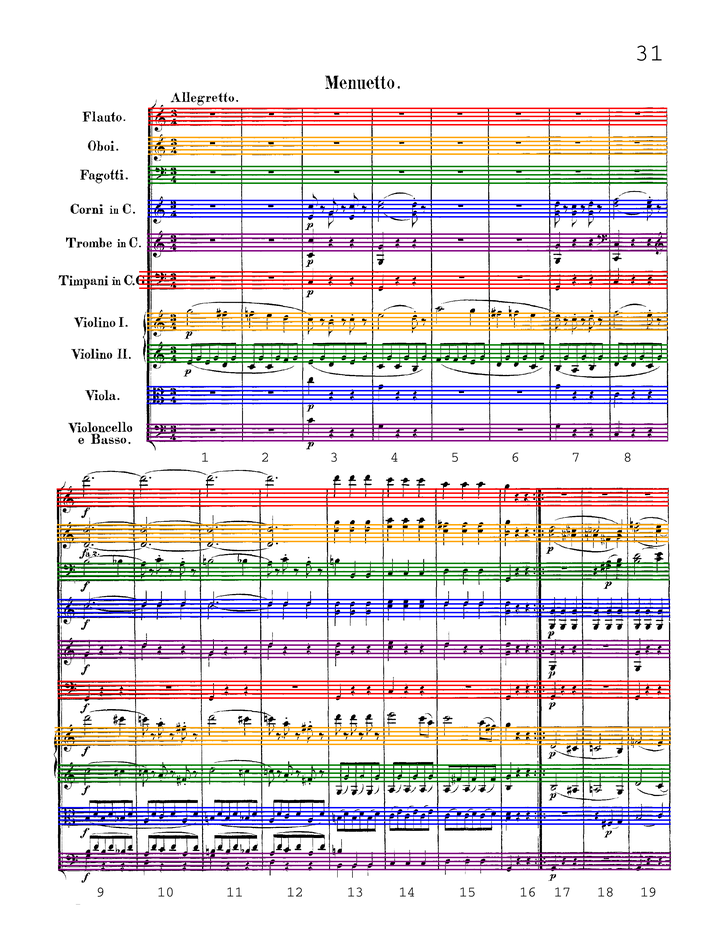 31
Menuetto.
Allegretto.
Flauto.
Oboi.
Fagotti.
Corni in C.
p
Trombe in C.
p
Timpani in C.G
p
Violino I.
p
Violino II.
p
Viola.
p
Violoncello
e Basso.
p
1 2 3 4 5 6 7 8
f
f a 2. p
f p
f p
f p
f p
f p
f p
f p
f p
9 10 11 12 13 14 15 16 17 18 19